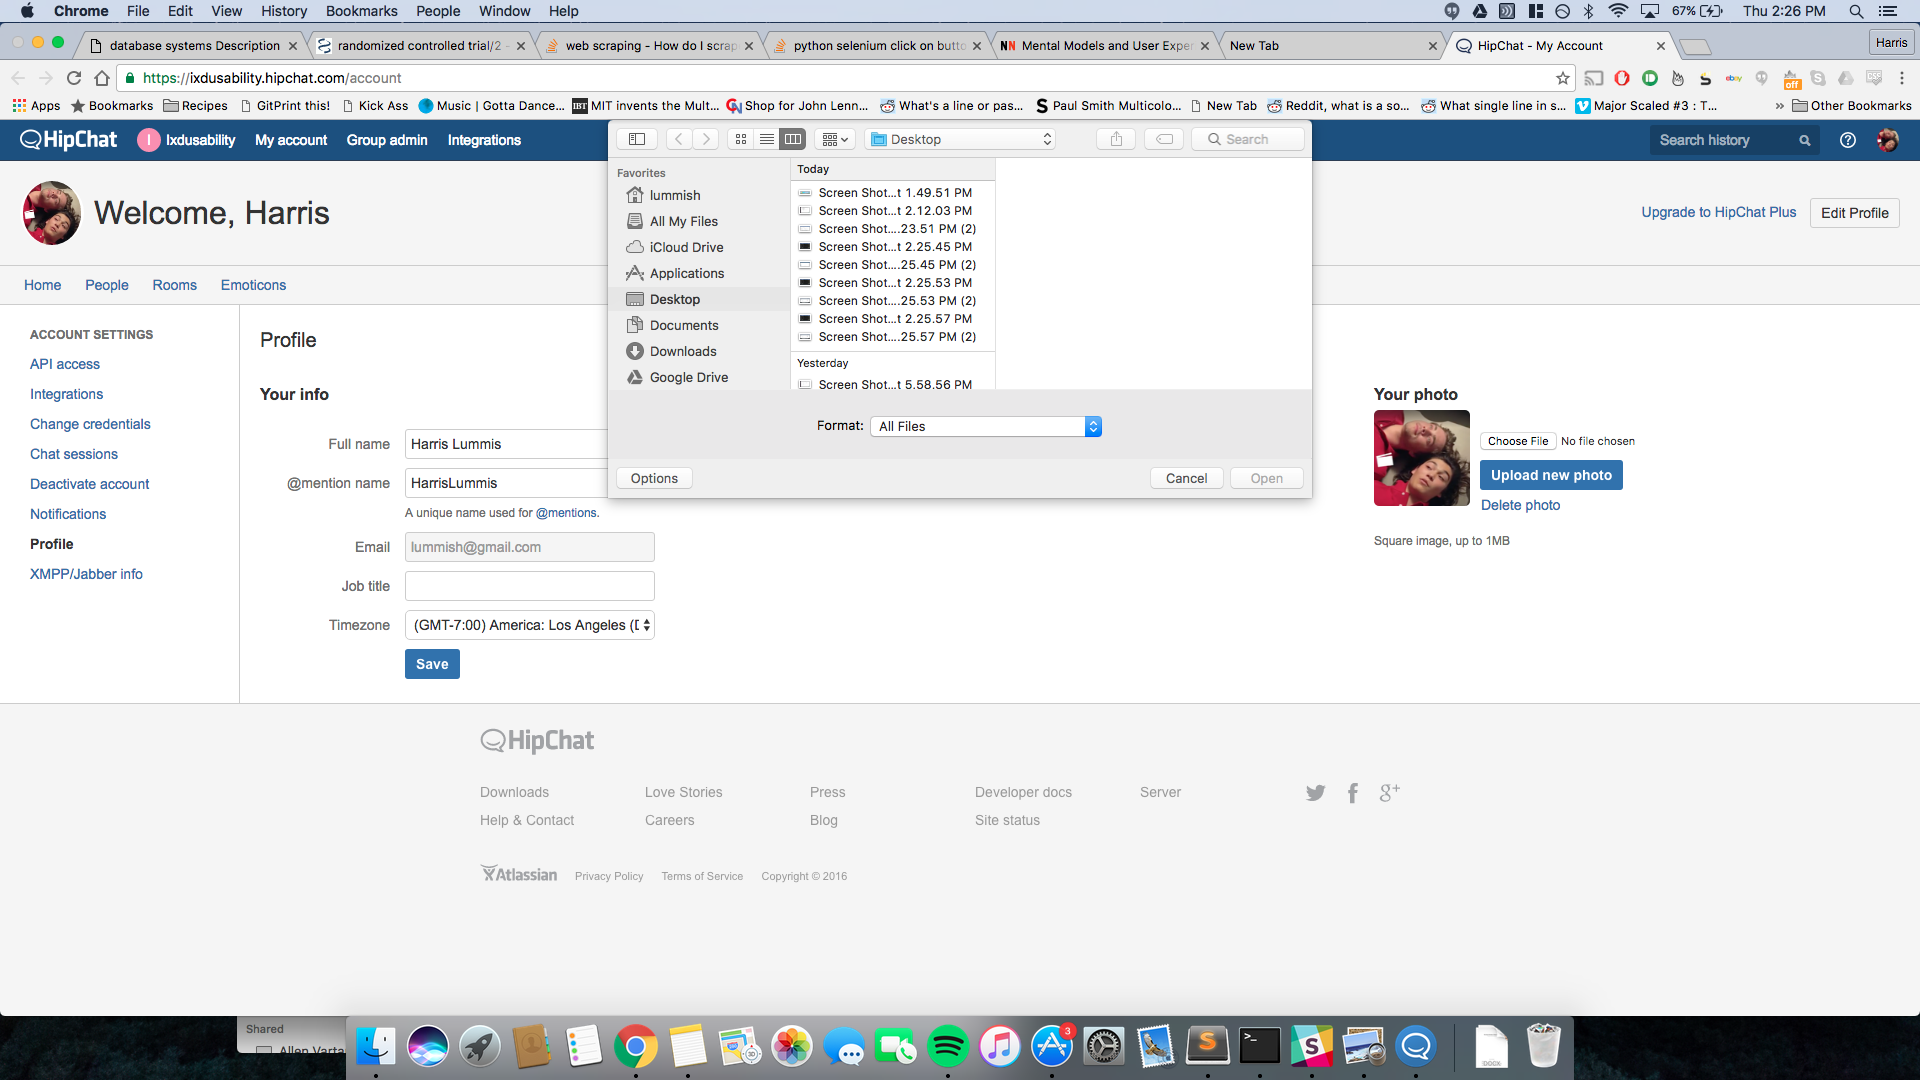 Chrome File Edit View History Bookmarks People Window Help 67% Thu 2:26 PM
database systems Description randomized controlled trial/2 - web scraping - How do I scrap python selenium click on butto NN Mental Models and User Exper New Tab HipChat - My Account Harris
https://ixdusability.hipchat.com/account
Apps Bookmarks Recipes GitPrint this! Kick Ass Music | Gotta Dance... IBT MIT invents the Mult... Shop for John Lenn... What's a line or pas... S Paul Smith Multicolo... New Tab Reddit, what is a so... What single line in s... Major Scaled #3 : T... » Other Bookmarks
HipChat I Ixdusability My account Group admin Integrations Search history
Desktop Search
Welcome, Harris
Upgrade to HipChat Plus Edit Profile
Home People Rooms Emoticons
Favorites
lummish
All My Files
iCloud Drive
Applications
Desktop
Documents
Downloads
Google Drive
Today
Screen Shot...t 1.49.51 PM
Screen Shot...t 2.12.03 PM
Screen Shot....23.51 PM (2)
Screen Shot...t 2.25.45 PM
Screen Shot....25.45 PM (2)
Screen Shot...t 2.25.53 PM
Screen Shot....25.53 PM (2)
Screen Shot...t 2.25.57 PM
Screen Shot....25.57 PM (2)
Yesterday
Screen Shot...t 5.58.56 PM
Format: All Files
Options Cancel Open
ACCOUNT SETTINGS
API access
Integrations
Change credentials
Chat sessions
Deactivate account
Notifications
Profile
XMPP/Jabber info
Profile
Your info
Full name Harris Lummis
@mention name HarrisLummis
A unique name used for @mentions.
Email lummish@gmail.com
Job title
Timezone (GMT-7:00) America: Los Angeles (D
Save
Your photo
Choose File No file chosen
Upload new photo
Delete photo
Square image, up to 1MB
HipChat
Downloads Love Stories Press Developer docs Server
Help & Contact Careers Blog Site status
Atlassian Privacy Policy Terms of Service Copyright © 2016
Shared
Allen Varta
3
DOCX